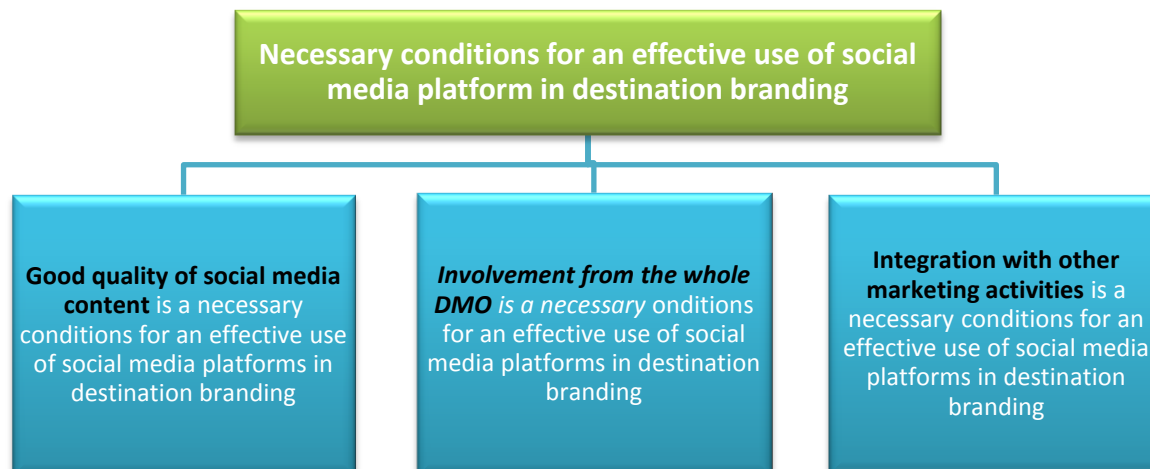 Necessary conditions for an effective use of social
media platform in destination branding
Good quality of social media
content is a necessary
conditions for an effective use
of social media platforms in
destination branding
Involvement from the whole
DMO is a necessary onditions
for an effective use of social
media platforms in destination
branding
Integration with other
marketing activities is a
necessary conditions for an
effective use of social media
platforms in destination
branding